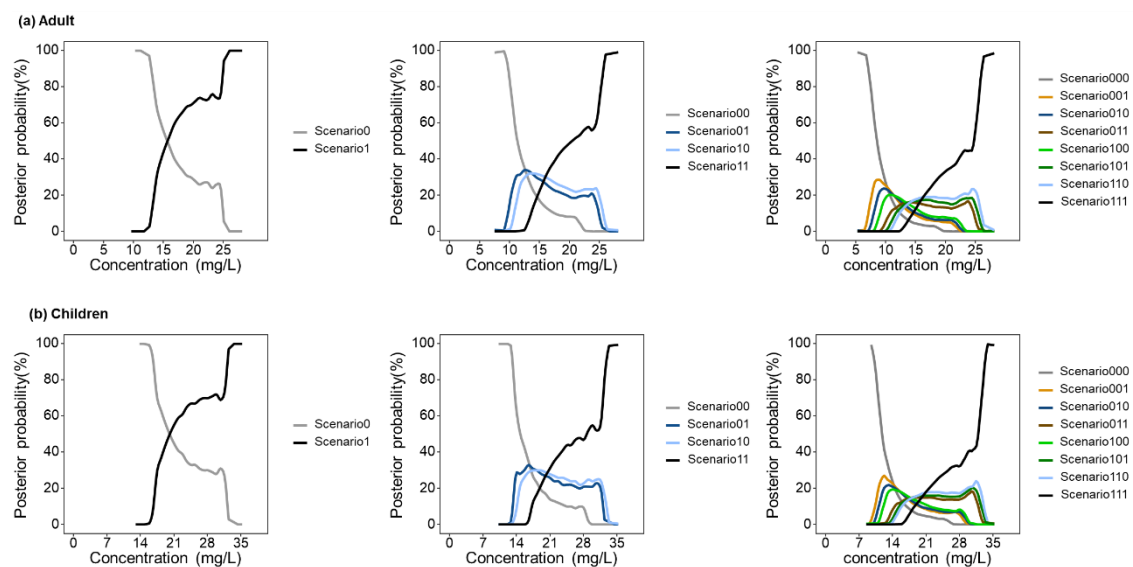 (a) Adult
Posterior probability(%)
100
80
60
40
20
0
0 5 10 15 20 25
Concentration (mg/L)
Scenario0
Scenario1
Posterior probability(%)
100
80
60
40
20
0
0 5 10 15 20 25
Concentration (mg/L)
Scenario00
Scenario01
Scenario10
Scenario11
Posterior probability(%)
100
80
60
40
20
0
0 5 10 15 20 25
concentration (mg/L)
Scenario000
Scenario001
Scenario010
Scenario011
Scenario100
Scenario101
Scenario110
Scenario111
(b) Children
Posterior probability(%)
100
80
60
40
20
0
0 7 14 21 28 35
Concentration (mg/L)
Scenario0
Scenario1
Posterior probability(%)
100
80
60
40
20
0
0 7 14 21 28 35
Concentration (mg/L)
Scenario00
Scenario01
Scenario10
Scenario11
Posterior probability(%)
100
80
60
40
20
0
0 7 14 21 28 35
concentration (mg/L)
Scenario000
Scenario001
Scenario010
Scenario011
Scenario100
Scenario101
Scenario110
Scenario111